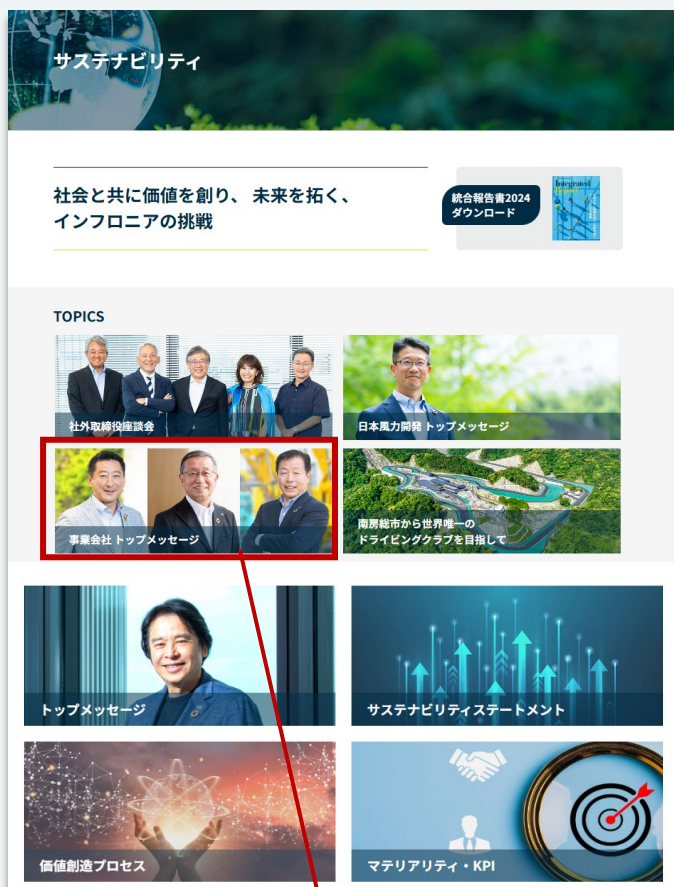 サステナビリティ
社会と共に価値を創り、 未来を拓く、
インフロニアの挑戦
統合報告書2024
ダウンロード
Integrated
Report
TOPICS
社外取締役座談会
日本風力開発 トップメッセージ
事業会社 トップメッセージ
南房総市から世界唯一の
ドライビングクラブを目指して
トップメッセージ
サステナビリティステートメント
価値創造プロセス
マテリアリティ・KPI